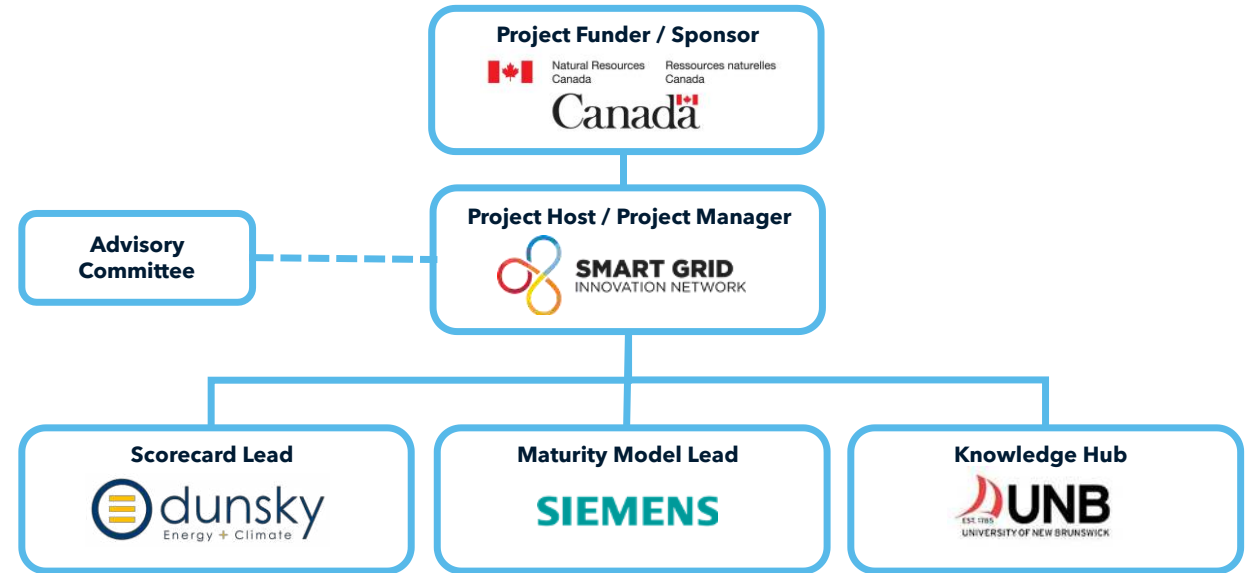 Project Funder / Sponsor
Natural Resources Canada
Ressources naturelles Canada
Canada
Project Host / Project Manager
SMART GRID
INNOVATION NETWORK
Advisory
Committee
Scorecard Lead
dunsky
Energy + Climate
Maturity Model Lead
SIEMENS
Knowledge Hub
EST. 1785
UNB
UNIVERSITY OF NEW BRUNSWICK